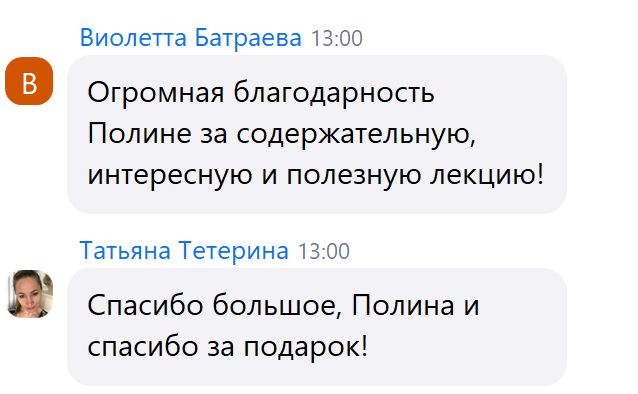 Виолетта Батраева 13:00
В
Огромная благодарность
Полине за содержательную,
интересную и полезную лекцию!
Татьяна Тетерина 13:00
Спасибо большое, Полина и
спасибо за подарок!